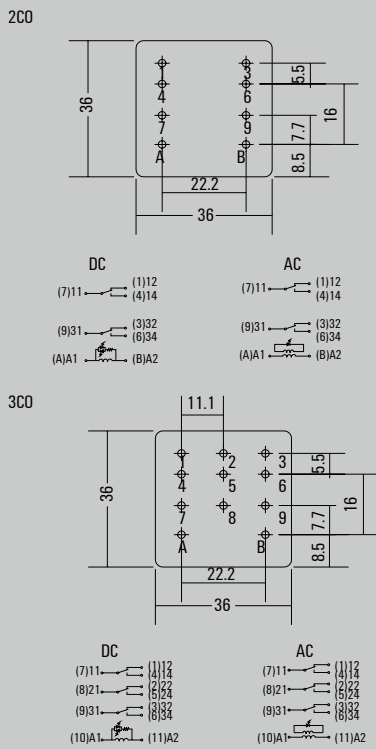 2CO
1 3
4 6
7 9
A B
36
5.5
16
7.7
8.5
22.2
36
DC AC
(7)11 (1)12
(4)14
(7)11 (1)12
(4)14
(9)31 (3)32
(6)34
(9)31 (3)32
(6)34
(A)A1 (B)A2
(A)A1 (B)A2
3CO
11.1
1 2 3
4 5 6
7 8 9
A B
36
5.5
16
7.7
8.5
22.2
36
DC AC
(7)11 (1)12
(4)14
(7)11 (1)12
(4)14
(8)21 (2)22
(5)24
(8)21 (2)22
(5)24
(9)31 (3)32
(6)34
(9)31 (3)32
(6)34
(10)A1 (11)A2
(10)A1 (11)A2